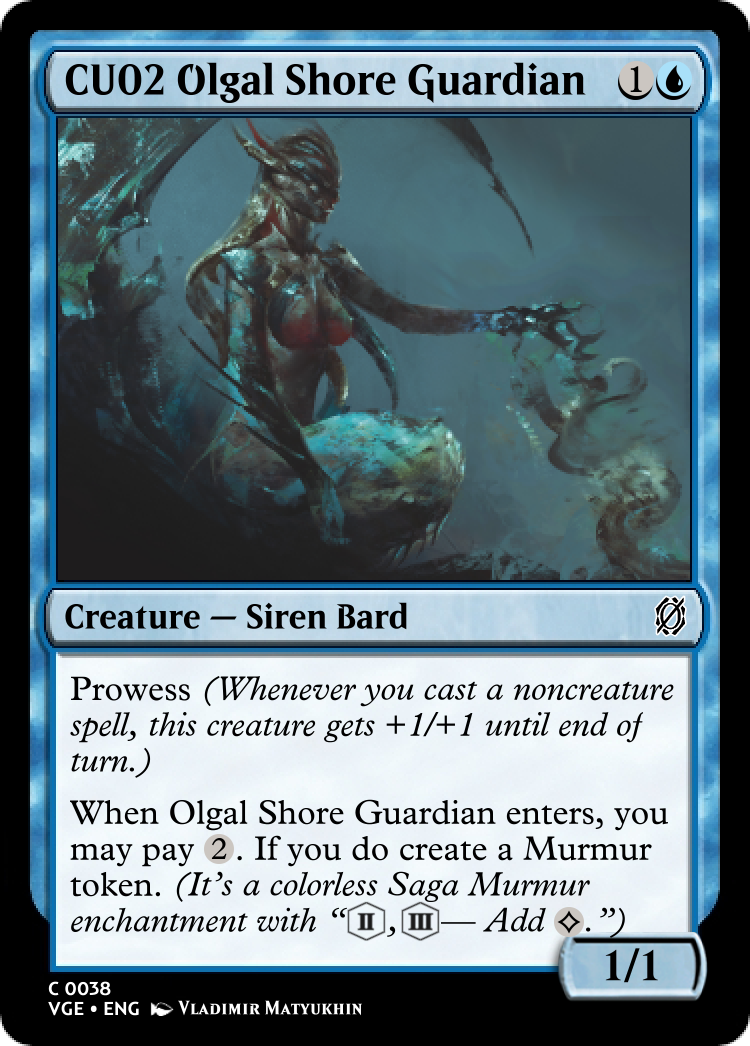 CU02 Olgal Shore Guardian 1
Creature — Siren Bard
Prowess (Whenever you cast a noncreature
spell, this creature gets +1/+1 until end of
turn.)
When Olgal Shore Guardian enters, you
may pay 2. If you do create a Murmur
token. (It's a colorless Saga Murmur
enchantment with “II, III— Add .”)
1/1
C 0038
VGE • ENG Vladimir Matyukhin